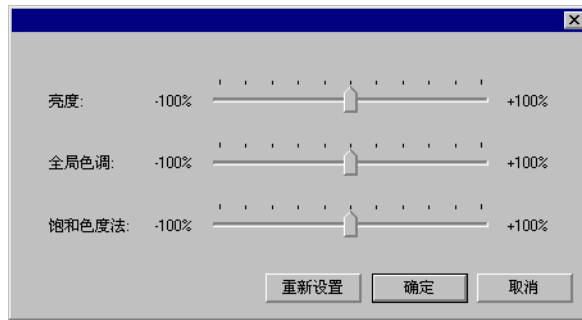 亮度: -100% +100%
全局色调: -100% +100%
饱和色度法: -100% +100%
重新设置 确定 取消